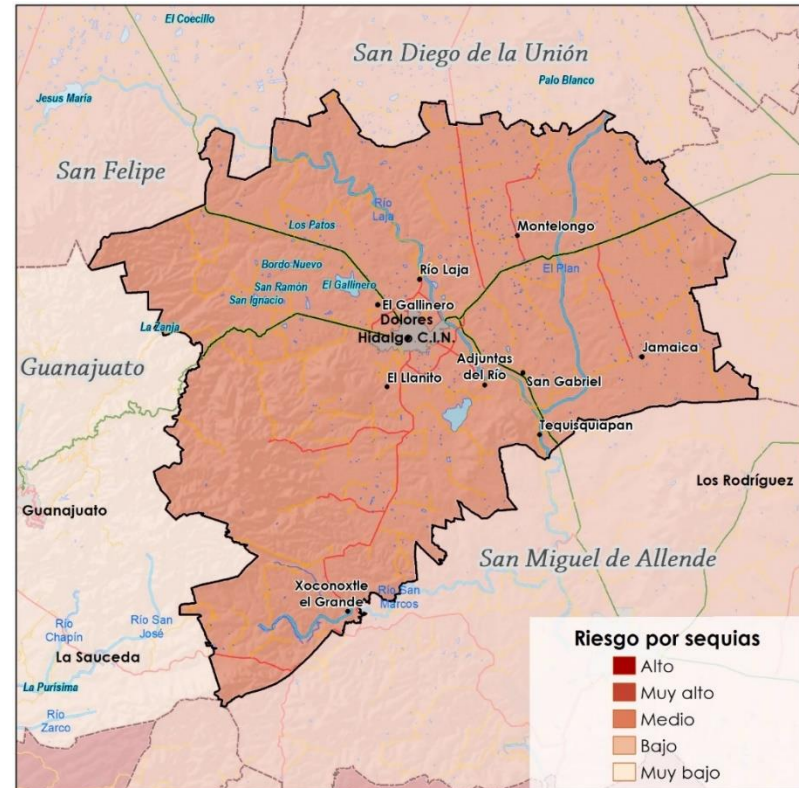 El Coecillo
San Diego de la Unión
Palo Blanco
Jesus María
San Felipe
Río
Laja
Los Patos
Montelongo
Bordo Nuevo
El Plan
Río Laja
San Ramón
El Gallinero
San Ignacio
El Gallinero
La Zanja
Dolores
Hidalgo C.I.N.
Guanajuato
Adjuntas
del Río
Jamaica
El Llanito
San Gabriel
Tequisquiapan
Los Rodríguez
Guanajuato
San Miguel de Allende
Xoconoxtle
el Grande
Río San
Marcos
Río
Chapín
Río San
José
La Sauceda
La Purísima
Río
Zarco
Riesgo por sequias
Alto
Muy alto
Medio
Bajo
Muy bajo